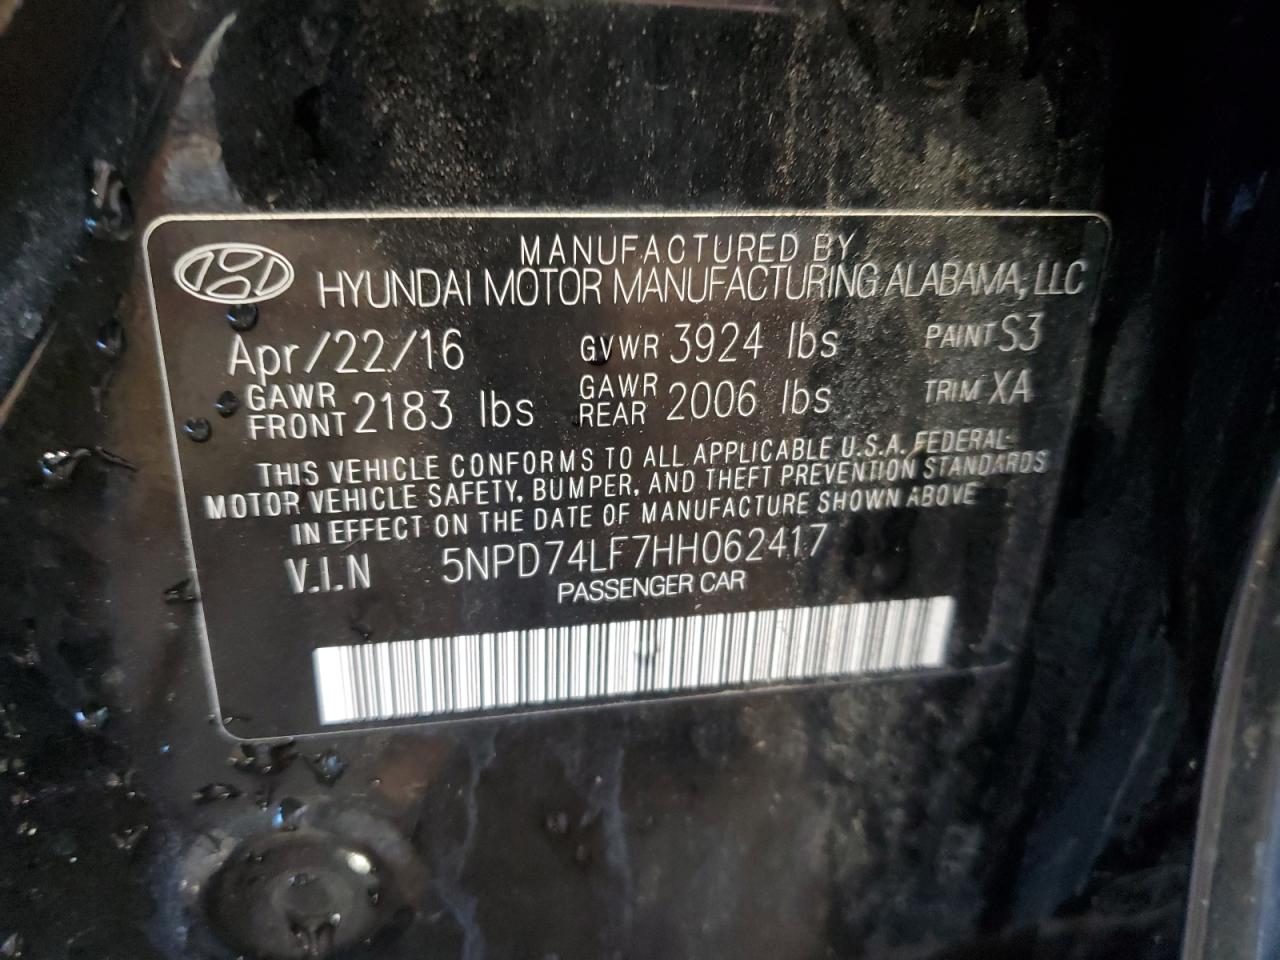 MANUFACTURED BY
HYUNDAI MOTOR MANUFACTURING ALABAMA, LLC
Apr/22/16 GVWR 3924 lbs PAINT S3
GAWR FRONT 2183 lbs GAWR REAR 2006 lbs TRIM XA
THIS VEHICLE CONFORMS TO ALL APPLICABLE U.S.A. FEDERAL
MOTOR VEHICLE SAFETY, BUMPER, AND THEFT PREVENTION STANDARDS
IN EFFECT ON THE DATE OF MANUFACTURE SHOWN ABOVE
V.I.N 5NPD74LF7HH062417
PASSENGER CAR